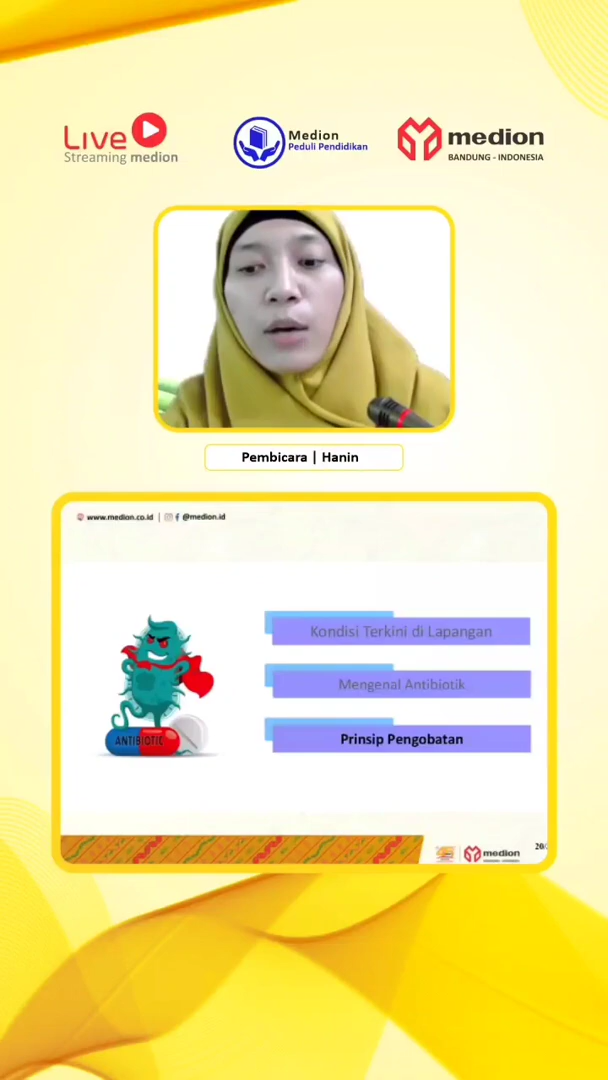 Live
Streaming medion
Medion
Peduli Pendidikan
medion
BANDUNG - INDONESIA
Pembicara | Hanin
www.medion.co.id | @medion.id
Kondisi Terkini di Lapangan
Mengenal Antibiotik
Prinsip Pengobatan
ANTIBIOTIC
medion
20/